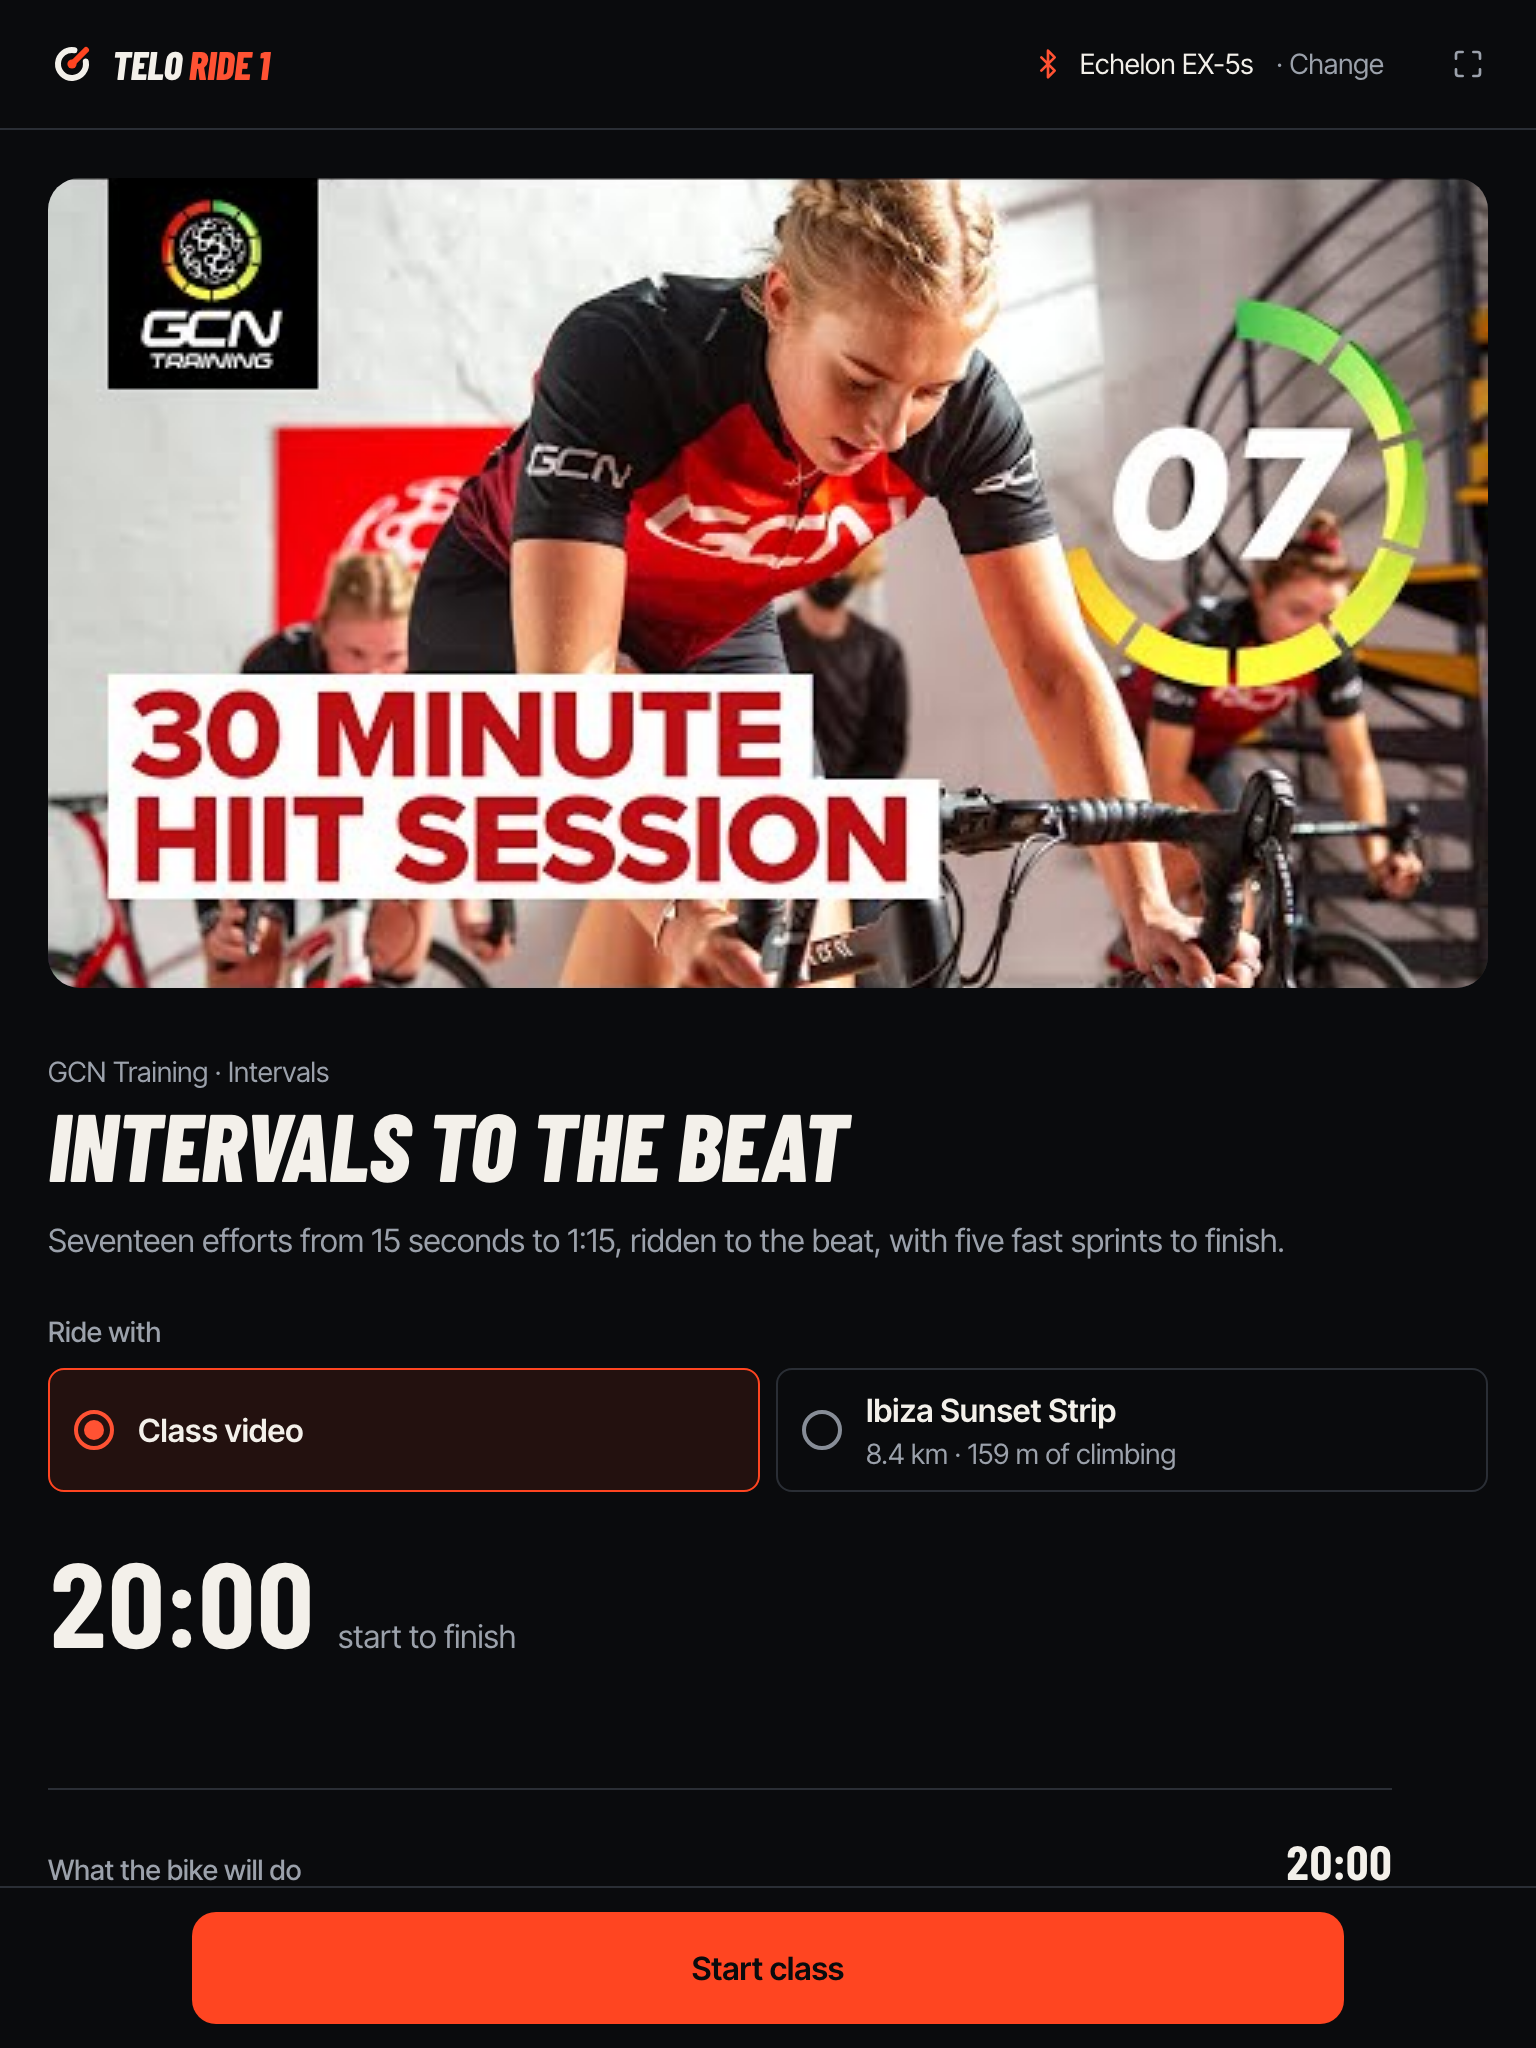 TELO RIDE 1
Echelon EX-5s · Change
GCN
TRAINING
GCN
GCN
07
30 MINUTE
HIIT SESSION
GCN Training · Intervals
INTERVALS TO THE BEAT
Seventeen efforts from 15 seconds to 1:15, ridden to the beat, with five fast sprints to finish.
Ride with
Class video
Ibiza Sunset Strip
8.4 km · 159 m of climbing
20:00 start to finish
What the bike will do
20:00
Start class